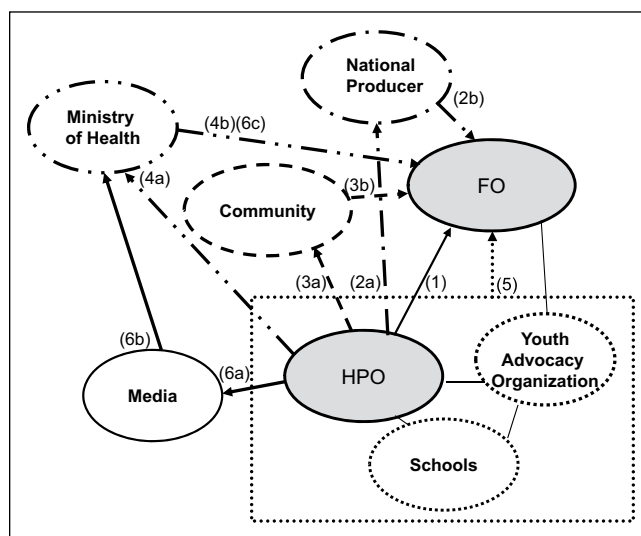 National
Producer
(2b)
Ministry
of Health
(4b)(6c)
(4a)
(3b)
FO
Community
(3a)
(2a)
(1)
(5)
Youth
Advocacy
Organization
(6b)
(6a)
HPO
Media
Schools